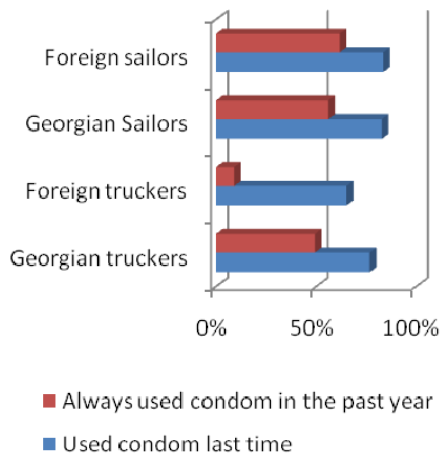 Foreign sailors
Georgian Sailors
Foreign truckers
Georgian truckers
0% 50% 100%
Always used condom in the past year
Used condom last time